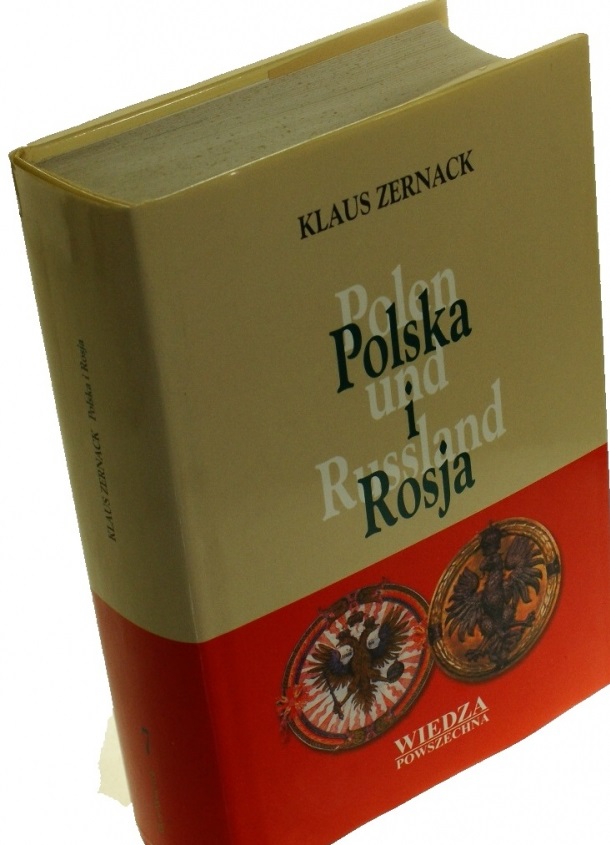 KLAUS ZERNACK
Polen
Polska
und
i
Russland
Rosja
WIEDZA
POWSZECHNA
KLAUS ZERNACK Polska i Rosja